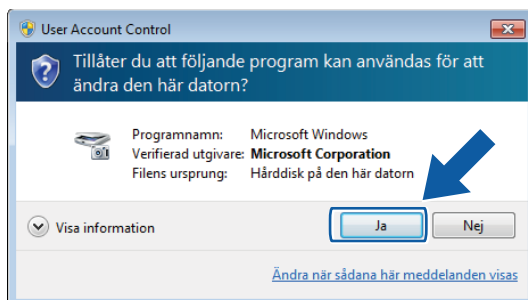 User Account Control
Tillåter du att följande program kan användas för att
ändra den här datorn?
Programnamn: Microsoft Windows
Verifierad utgivare: Microsoft Corporation
Filens ursprung: Hårddisk på den här datorn
Visa information
Ja
Nej
Ändra när sådana här meddelanden visas